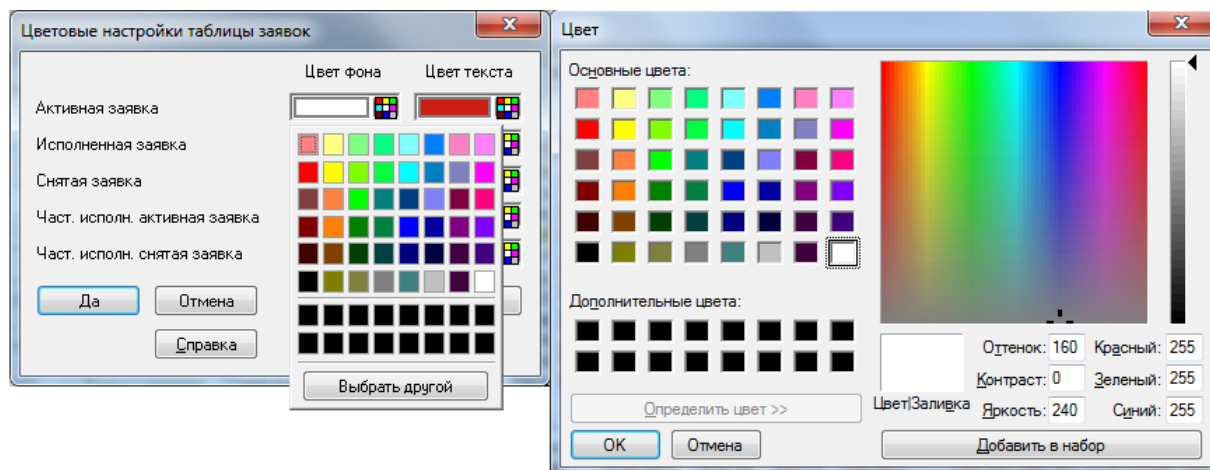 Цветовые настройки таблицы заявок
Цвет фона Цвет текста
Активная заявка
Исполненная заявка
Снятая заявка
Част. исполн. активная заявка
Част. исполн. снятая заявка
Да Отмена
Справка
Выбрать другой
Цвет
Основные цвета:
Дополнительные цвета:
Определить цвет >>
OK Отмена
Цвет|Заливка
Оттенок: 160 Красный: 255
Контраст: 0 Зеленый: 255
Яркость: 240 Синий: 255
Добавить в набор